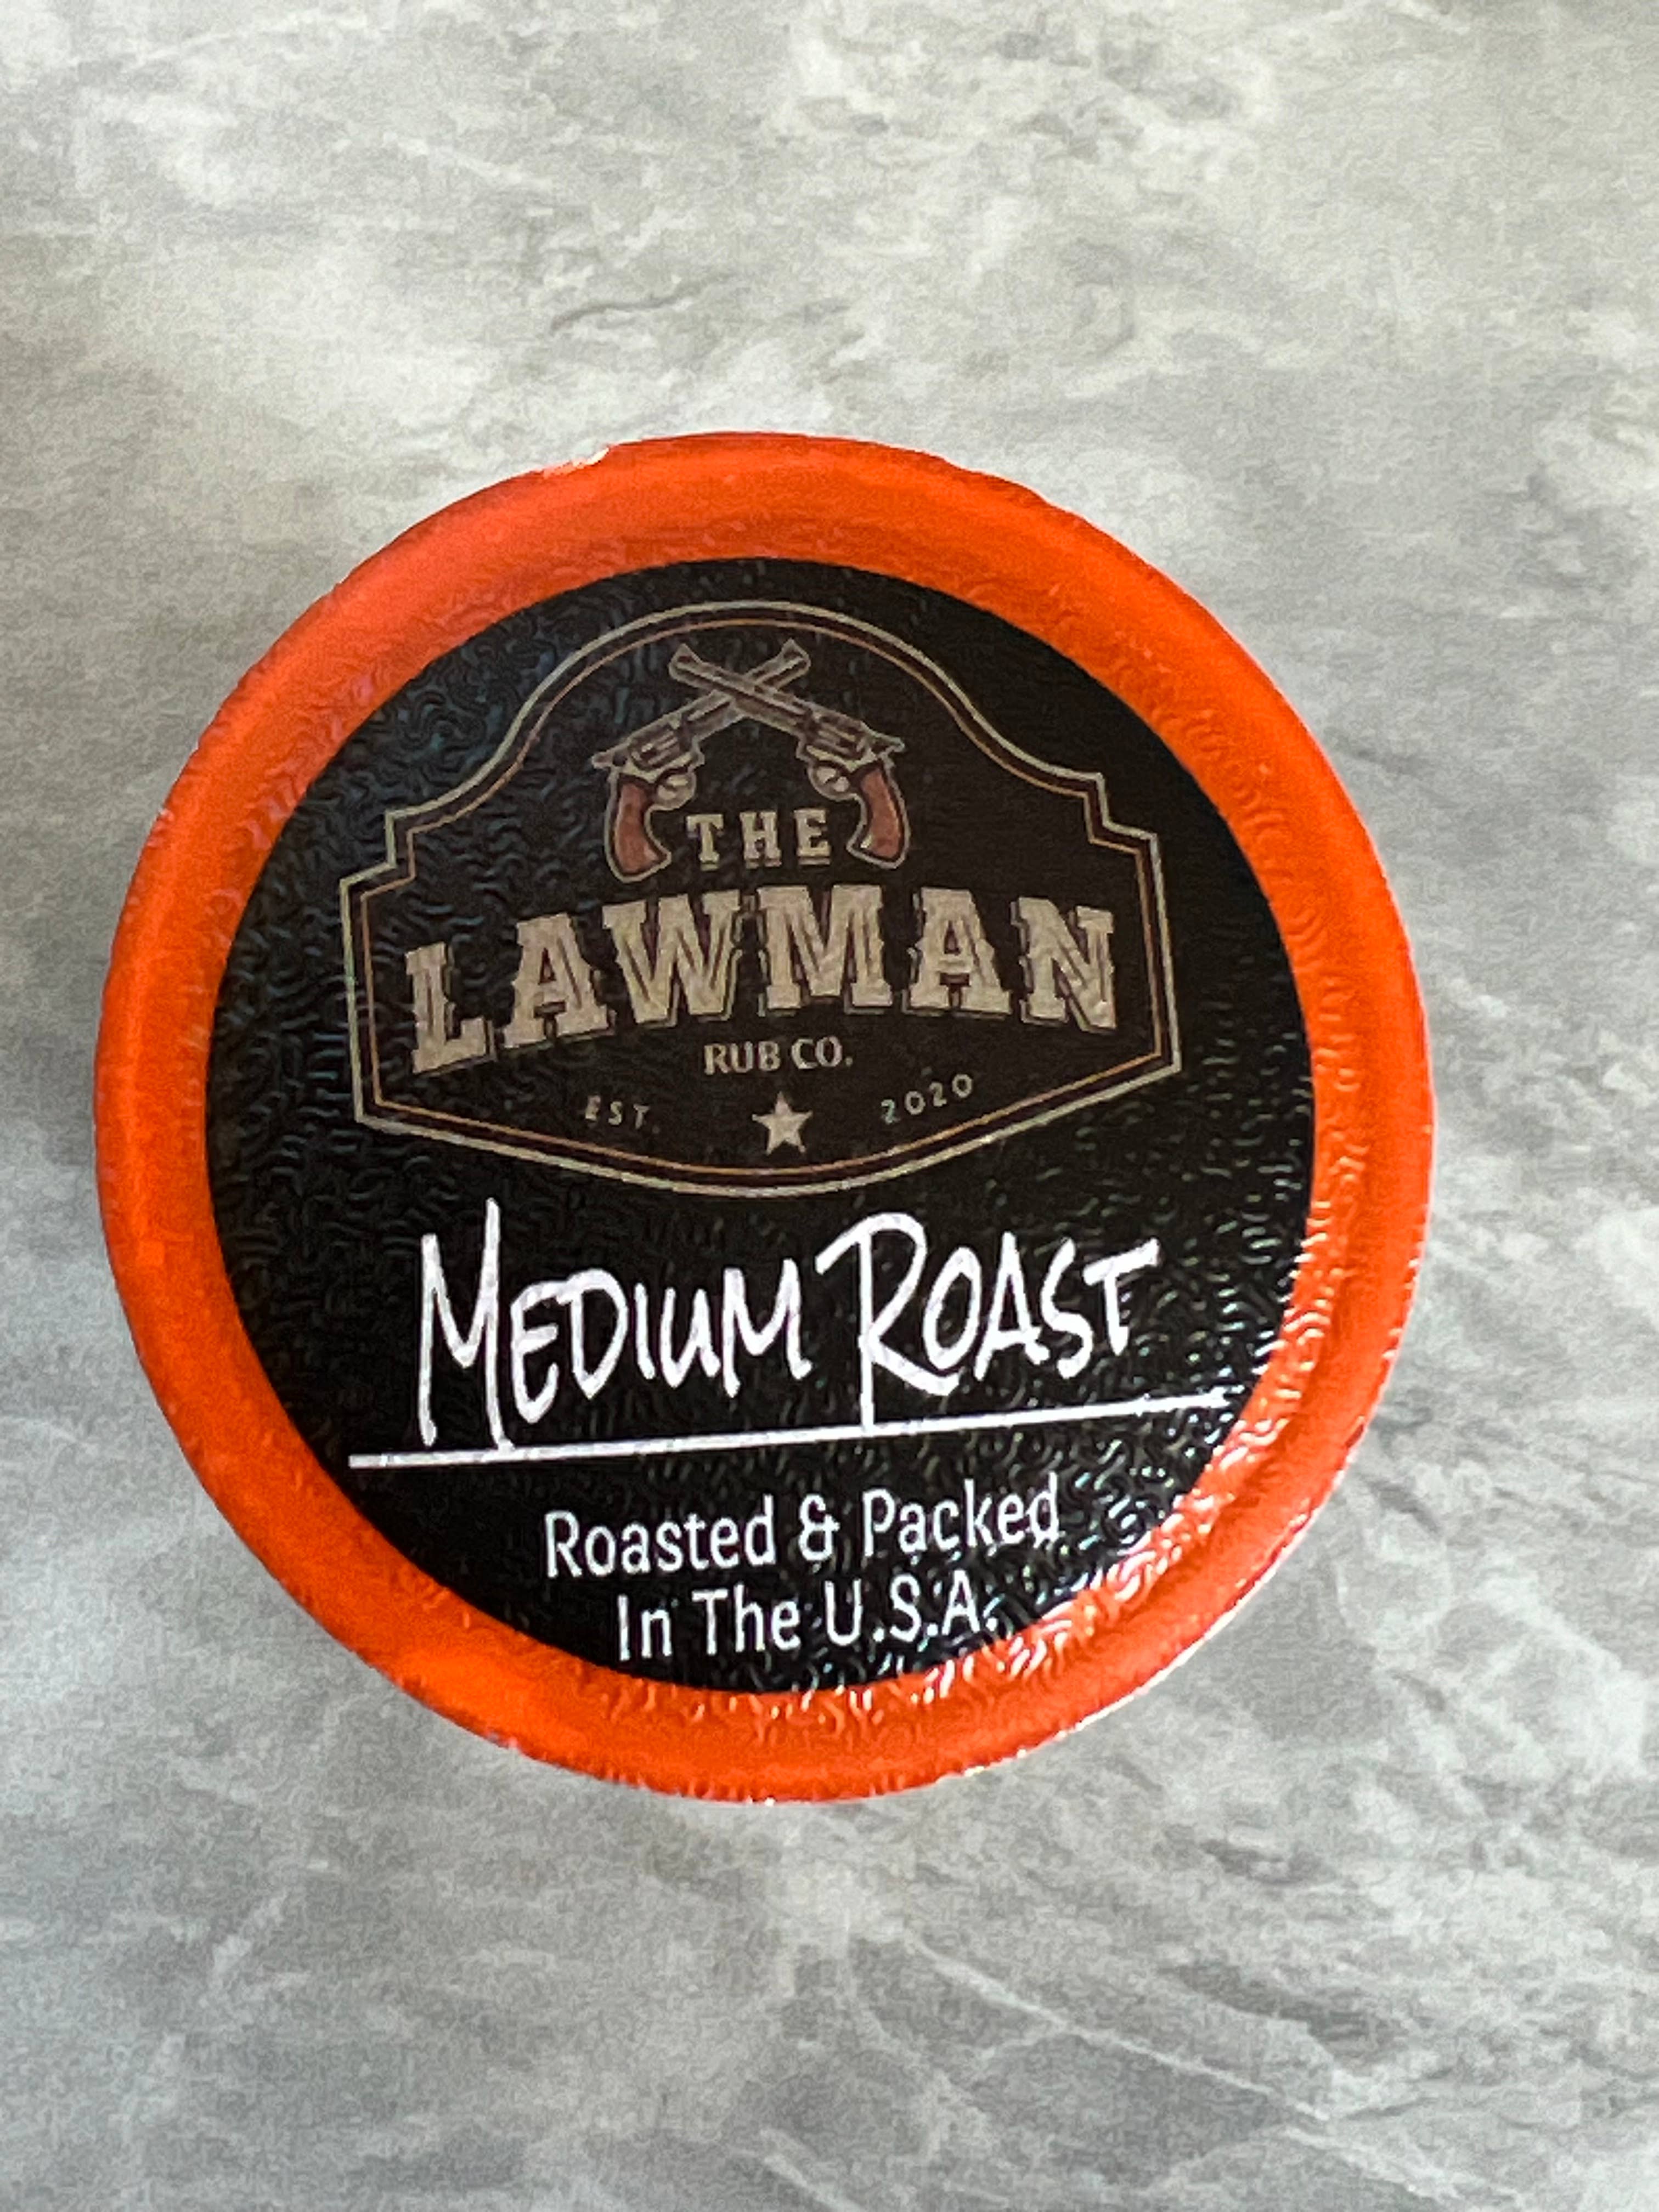 THE
LAWMAN
RUB CO.
EST. 2020
MEDIUM ROAST
Roasted & Packed
In The U.S.A.